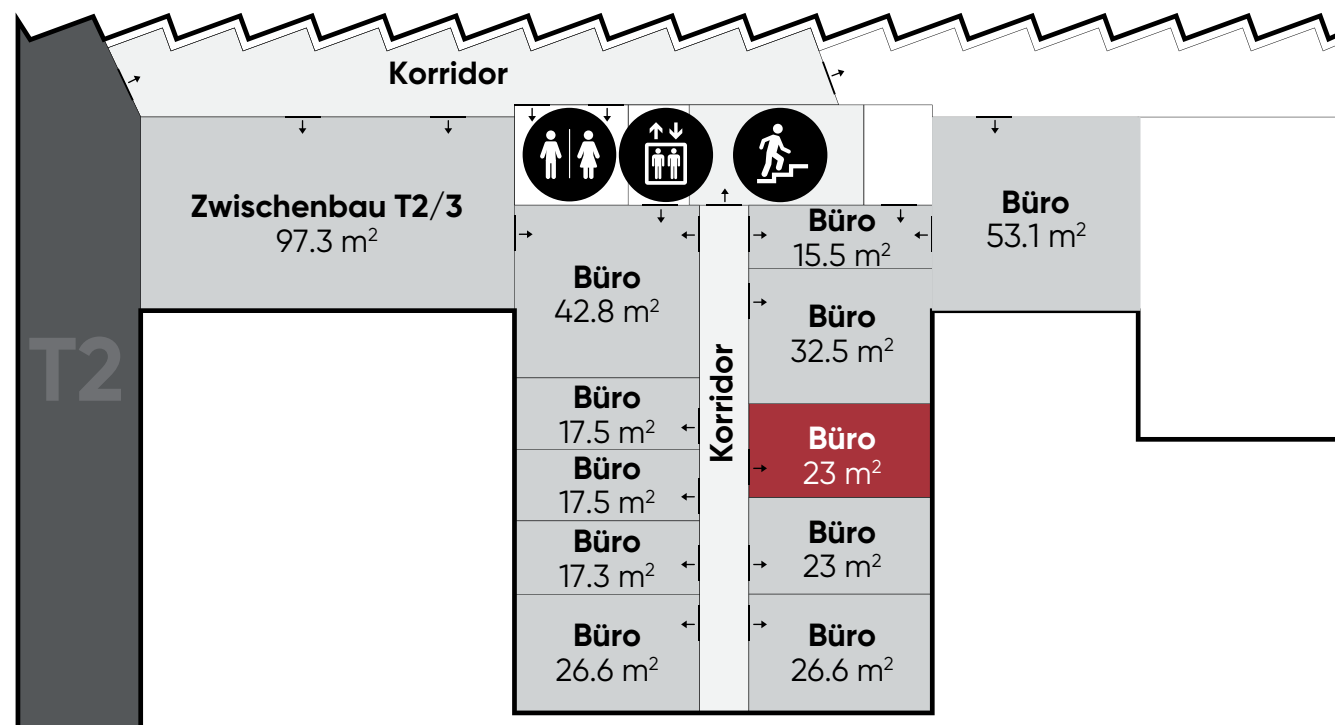 Korridor
Zwischenbau T2/3
97.3 m²
Büro
15.5 m²
Büro
53.1 m²
Büro
42.8 m²
Büro
32.5 m²
T2
Korridor
Büro
17.5 m²
Büro
23 m²
Büro
17.5 m²
Büro
17.3 m²
Büro
23 m²
Büro
26.6 m²
Büro
26.6 m²